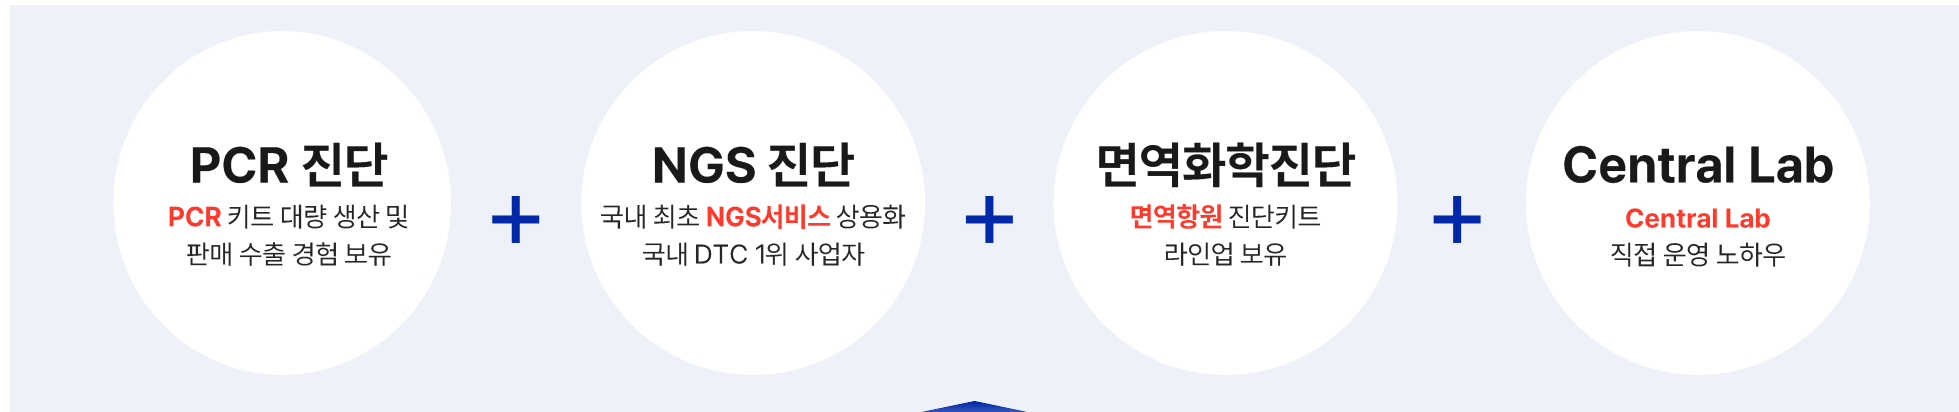 PCR 진단
PCR 키트 대량 생산 및
판매 수출 경험 보유
+
NGS 진단
국내 최초 NGS서비스 상용화
국내 DTC 1위 사업자
+
면역화학진단
면역항원 진단키트
라인업 보유
+
Central Lab
Central Lab
직접 운영 노하우